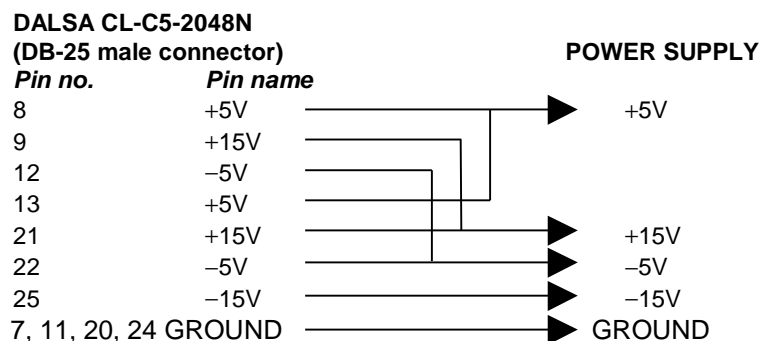 DALSA CL-C5-2048N
(DB-25 male connector) POWER SUPPLY
Pin no. Pin name
8 +5V +5V
9 +15V
12 −5V
13 +5V
21 +15V +15V
22 −5V −5V
25 −15V −15V
7, 11, 20, 24 GROUND GROUND